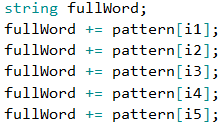 string fullWord;
fullWord += pattern[i1];
fullWord += pattern[i2];
fullWord += pattern[i3];
fullWord += pattern[i4];
fullWord += pattern[i5];